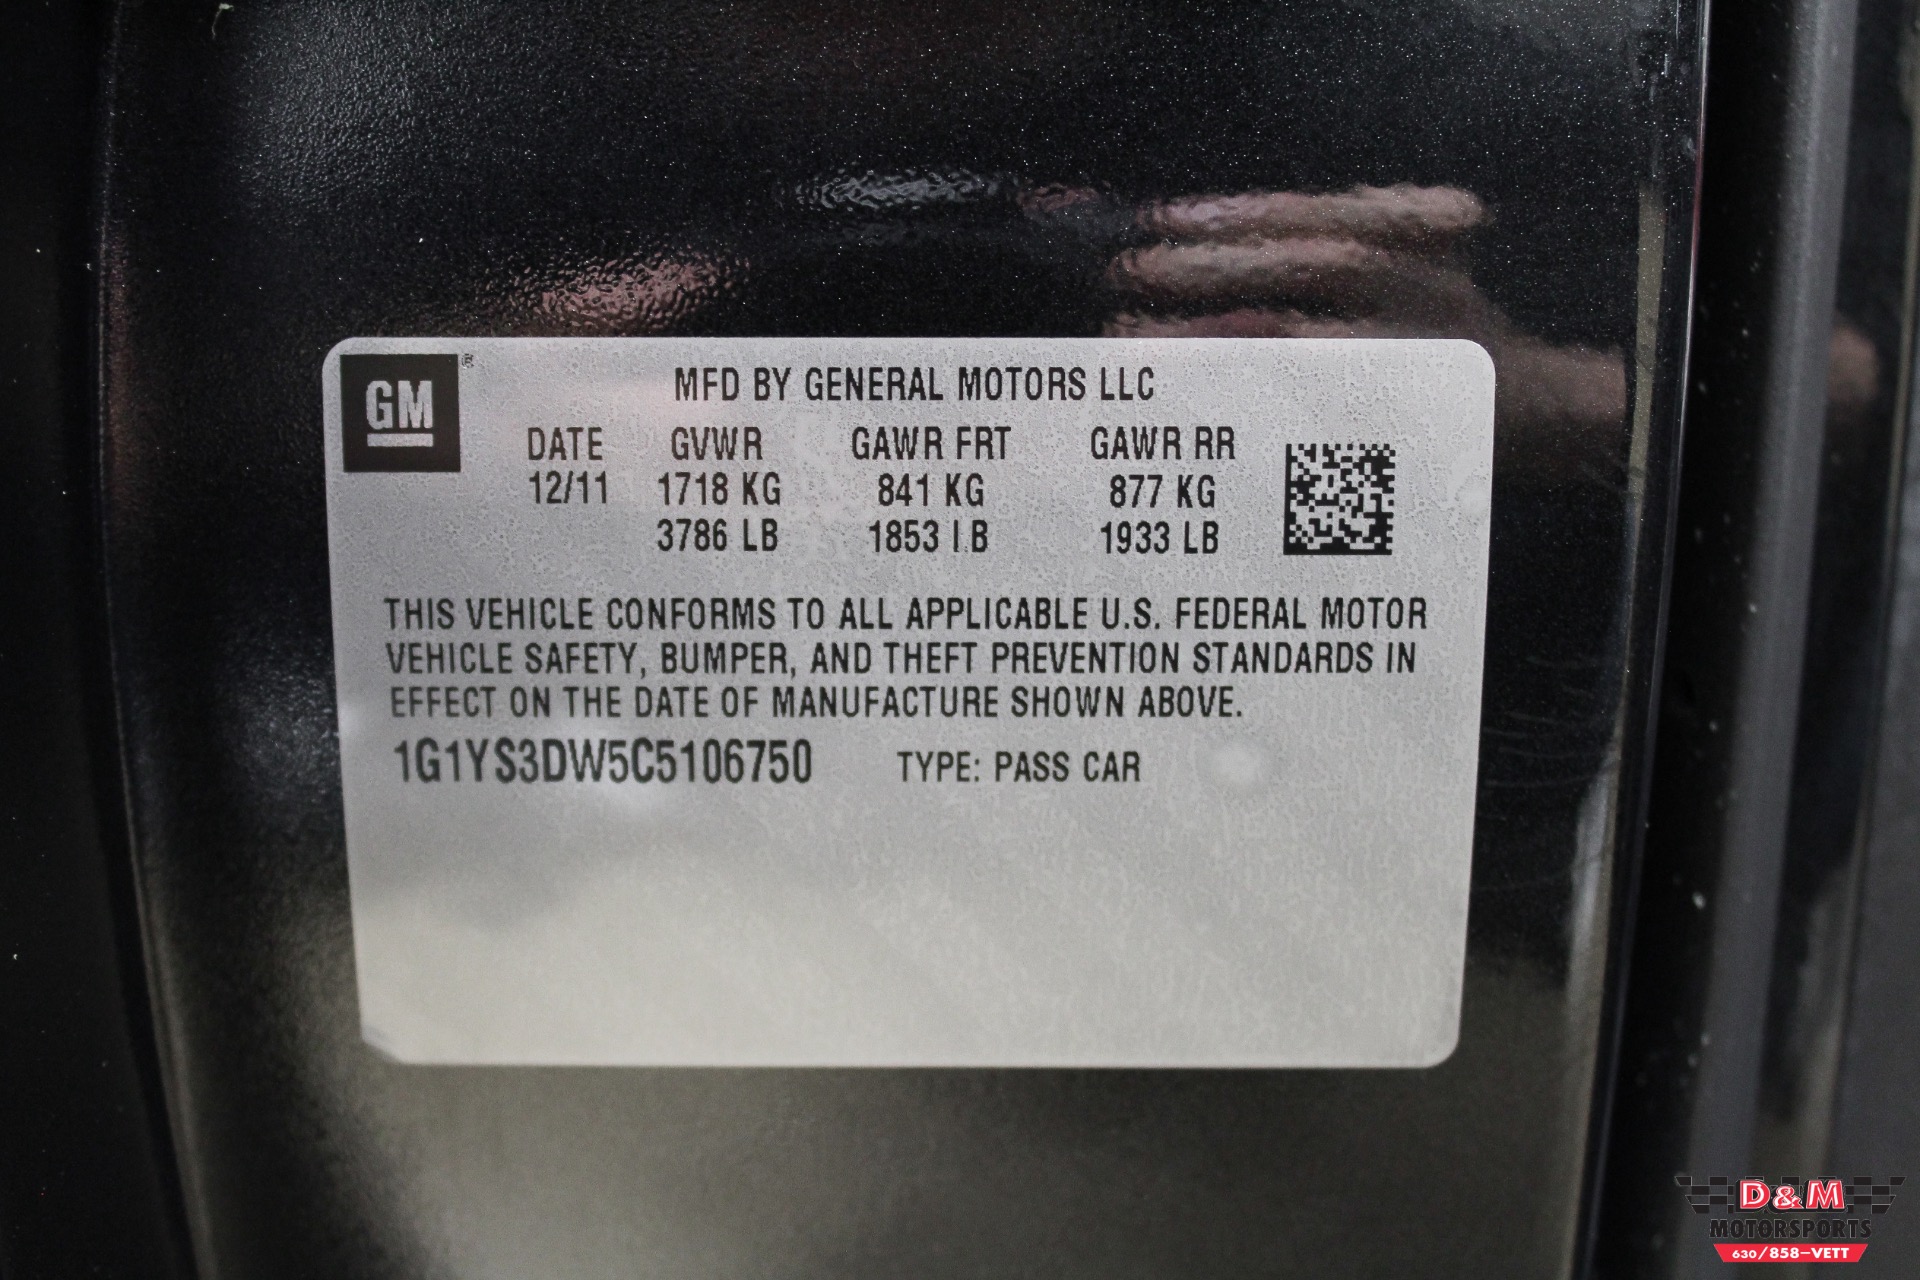 GM ®
MFD BY GENERAL MOTORS LLC
DATE GVWR GAWR FRT GAWR RR
12/11 1718 KG 841 KG 877 KG
3786 LB 1853 LB 1933 LB
THIS VEHICLE CONFORMS TO ALL APPLICABLE U.S. FEDERAL MOTOR
VEHICLE SAFETY, BUMPER, AND THEFT PREVENTION STANDARDS IN
EFFECT ON THE DATE OF MANUFACTURE SHOWN ABOVE.
1G1YS3DW5C5106750 TYPE: PASS CAR
D&M
MOTORSPORTS
630/858-VETT